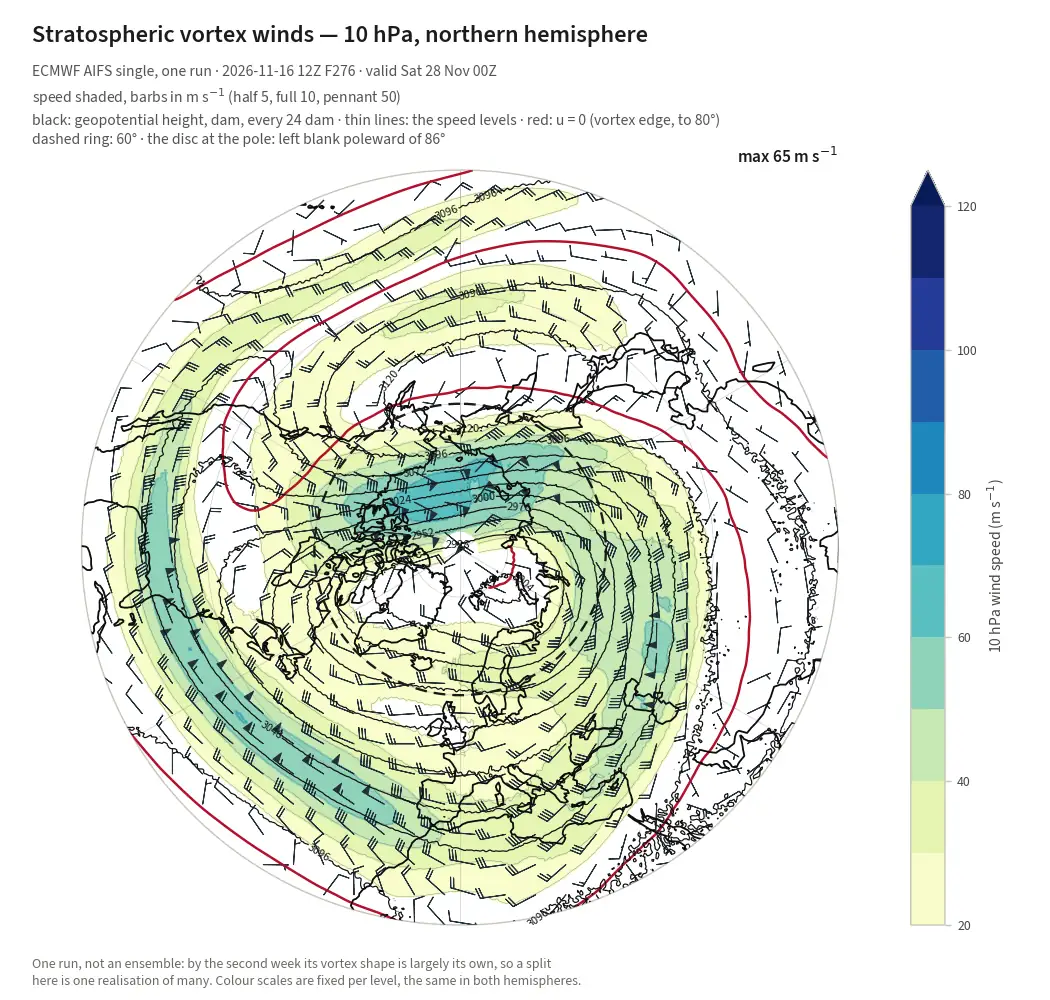 Stratospheric vortex winds — 10 hPa, northern hemisphere
ECMWF AIFS single, one run · 2026-11-16 12Z F276 · valid Sat 28 Nov 00Z
speed shaded, barbs in m s⁻¹ (half 5, full 10, pennant 50)
black: geopotential height, dam, every 24 dam · thin lines: the speed levels · red: u = 0 (vortex edge, to 80°)
dashed ring: 60° · the disc at the pole: left blank poleward of 86°
max 65 m s⁻¹
3096
3096
3096
3120
3096
3024
3000
3096
3096
120
100
80
60
40
20
10 hPa wind speed (m s⁻¹)
One run, not an ensemble: by the second week its vortex shape is largely its own, so a split
here is one realisation of many. Colour scales are fixed per level, the same in both hemispheres.